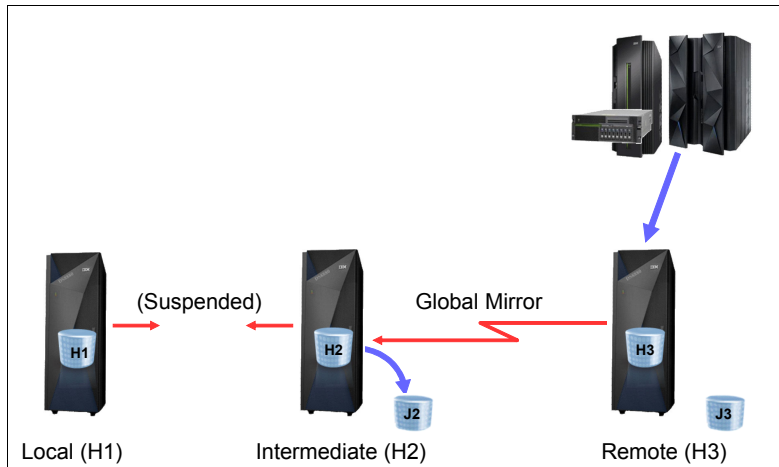 (Suspended)
Global Mirror
H1
H2
H3
J2
J3
Local (H1)
Intermediate (H2)
Remote (H3)